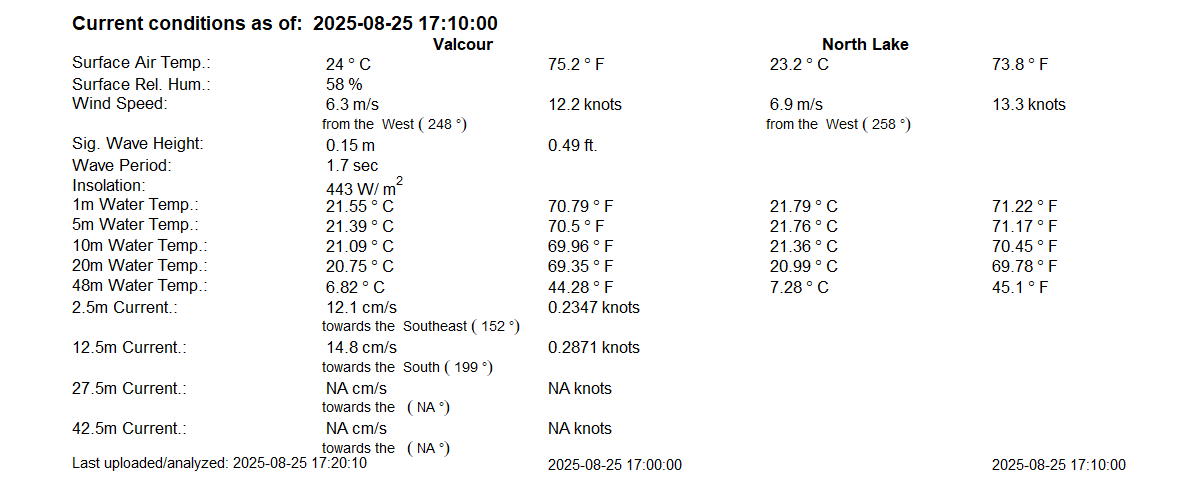 Current conditions as of: 2025-08-25 17:10:00
Valcour North Lake
Surface Air Temp.: 24 ° C 75.2 ° F 23.2 ° C 73.8 ° F
Surface Rel. Hum.: 58 %
Wind Speed: 6.3 m/s 12.2 knots 6.9 m/s 13.3 knots
from the West ( 248 °) from the West ( 258 °)
Sig. Wave Height: 0.15 m 0.49 ft.
Wave Period: 1.7 sec
Insolation: 443 W/ m2
1m Water Temp.: 21.55 ° C 70.79 ° F 21.79 ° C 71.22 ° F
5m Water Temp.: 21.39 ° C 70.5 ° F 21.76 ° C 71.17 ° F
10m Water Temp.: 21.09 ° C 69.96 ° F 21.36 ° C 70.45 ° F
20m Water Temp.: 20.75 ° C 69.35 ° F 20.99 ° C 69.78 ° F
48m Water Temp.: 6.82 ° C 44.28 ° F 7.28 ° C 45.1 ° F
2.5m Current.: 12.1 cm/s 0.2347 knots
towards the Southeast ( 152 °)
12.5m Current.: 14.8 cm/s 0.2871 knots
towards the South ( 199 °)
27.5m Current.: NA cm/s NA knots
towards the ( NA °)
42.5m Current.: NA cm/s NA knots
towards the ( NA °)
Last uploaded/analyzed: 2025-08-25 17:20:10 2025-08-25 17:00:00 2025-08-25 17:10:00